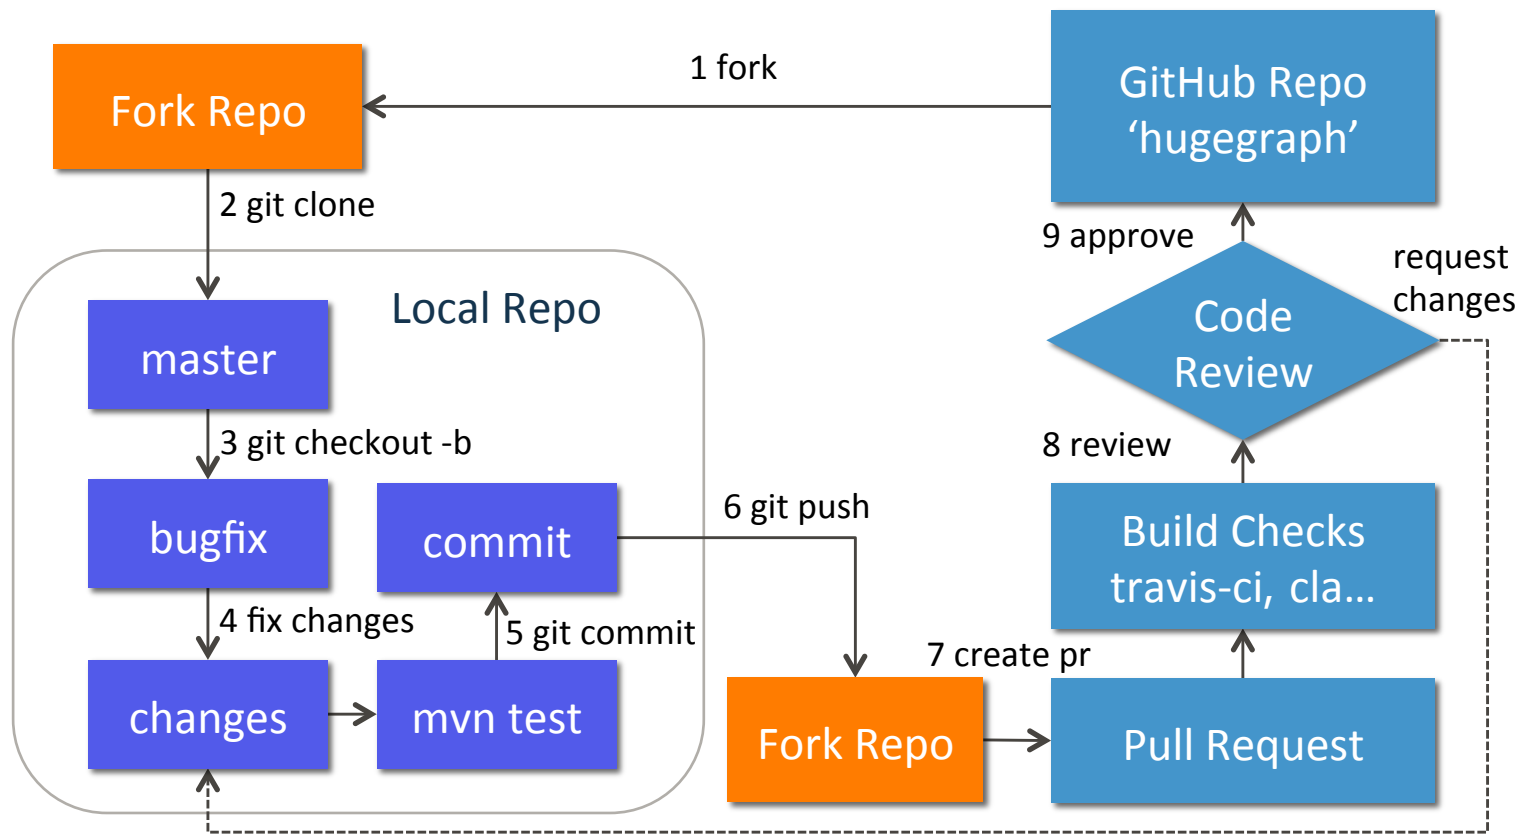 1 fork
Fork Repo
GitHub Repo
‘hugegraph’
2 git clone
9 approve
request
changes
Local Repo
Code
Review
master
3 git checkout -b
8 review
bugfix
commit
6 git push
Build Checks
travis-ci, cla...
4 fix changes
5 git commit
7 create pr
changes
mvn test
Fork Repo
Pull Request